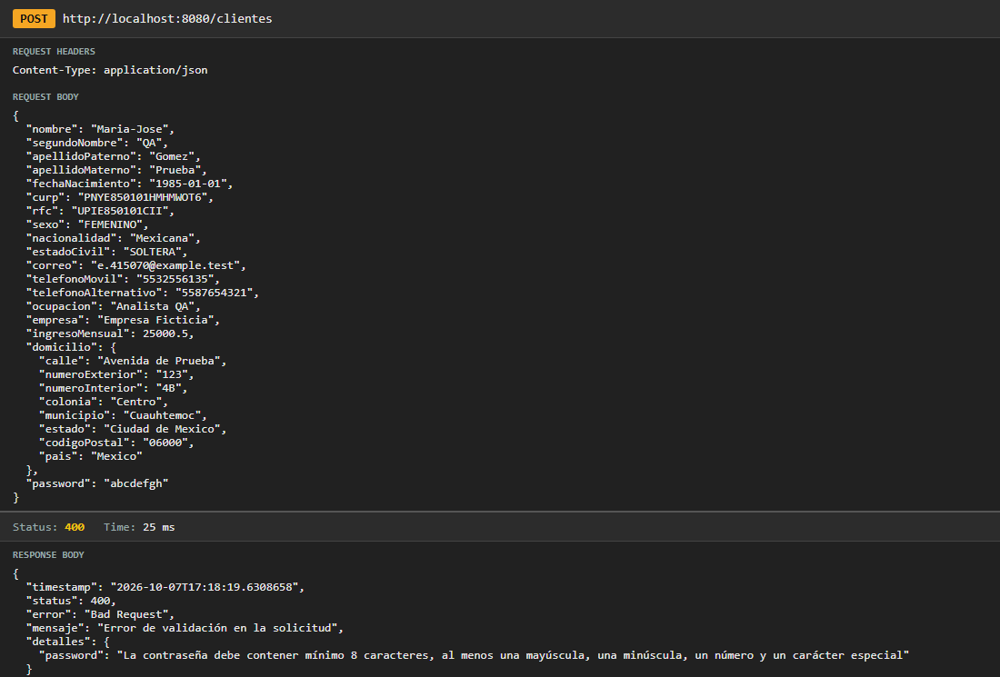 POST http://localhost:8080/clientes
REQUEST HEADERS
Content-Type: application/json
REQUEST BODY
{
  "nombre": "Maria-Jose",
  "segundoNombre": "QA",
  "apellidoPaterno": "Gomez",
  "apellidoMaterno": "Prueba",
  "fechaNacimiento": "1985-01-01",
  "curp": "PNYE850101HMHMWOT6",
  "rfc": "UPIE850101CII",
  "sexo": "FEMENINO",
  "nacionalidad": "Mexicana",
  "estadoCivil": "SOLTERA",
  "correo": "e.415070@example.test",
  "telefonoMovil": "5532556135",
  "telefonoAlternativo": "5587654321",
  "ocupacion": "Analista QA",
  "empresa": "Empresa Ficticia",
  "ingresoMensual": 25000.5,
  "domicilio": {
    "calle": "Avenida de Prueba",
    "numeroExterior": "123",
    "numeroInterior": "4B",
    "colonia": "Centro",
    "municipio": "Cuauhtemoc",
    "estado": "Ciudad de Mexico",
    "codigoPostal": "06000",
    "pais": "Mexico"
  },
  "password": "abcdefgh"
}
Status: 400 Time: 25 ms
RESPONSE BODY
{
  "timestamp": "2026-10-07T17:18:19.6308658",
  "status": 400,
  "error": "Bad Request",
  "mensaje": "Error de validación en la solicitud",
  "detalles": {
    "password": "La contraseña debe contener mínimo 8 caracteres, al menos una mayúscula, una minúscula, un número y un carácter especial"
  }